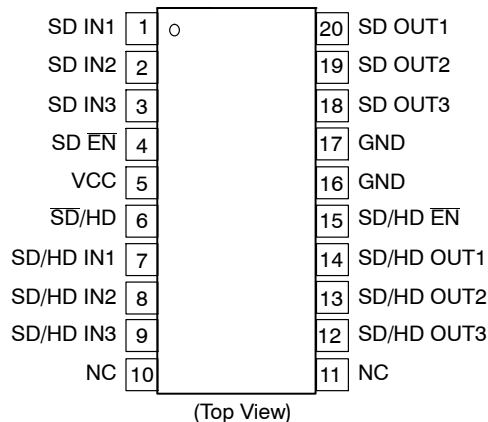 SD IN1 1 20 SD OUT1
SD IN2 2 19 SD OUT2
SD IN3 3 18 SD OUT3
SD E̅N̅ 4 17 GND
VCC 5 16 GND
S̅D̅/HD 6 15 SD/HD E̅N̅
SD/HD IN1 7 14 SD/HD OUT1
SD/HD IN2 8 13 SD/HD OUT2
SD/HD IN3 9 12 SD/HD OUT3
NC 10 11 NC
(Top View)